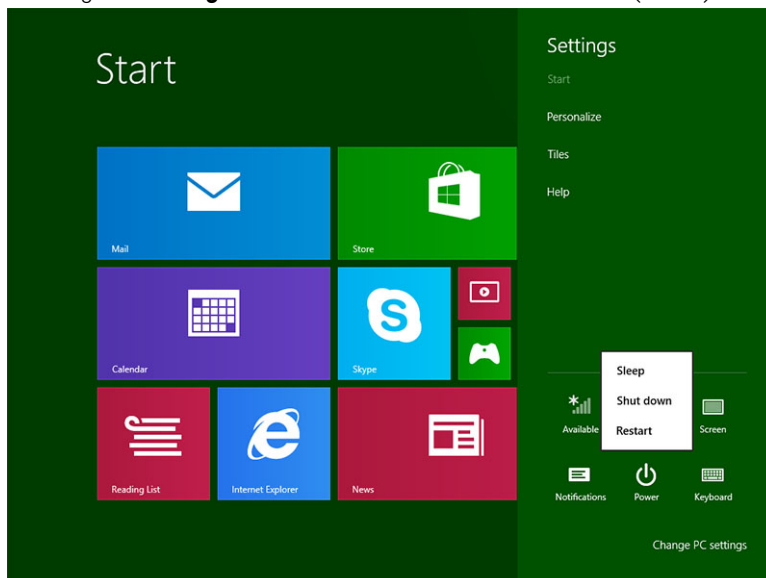 Start
Mail
Store
Calendar
Skype
Reading List
Internet Explorer
News
Settings
Start
Personalize
Tiles
Help
Sleep
Shut down
Restart
Available
Screen
Notifications
Power
Keyboard
Change PC settings